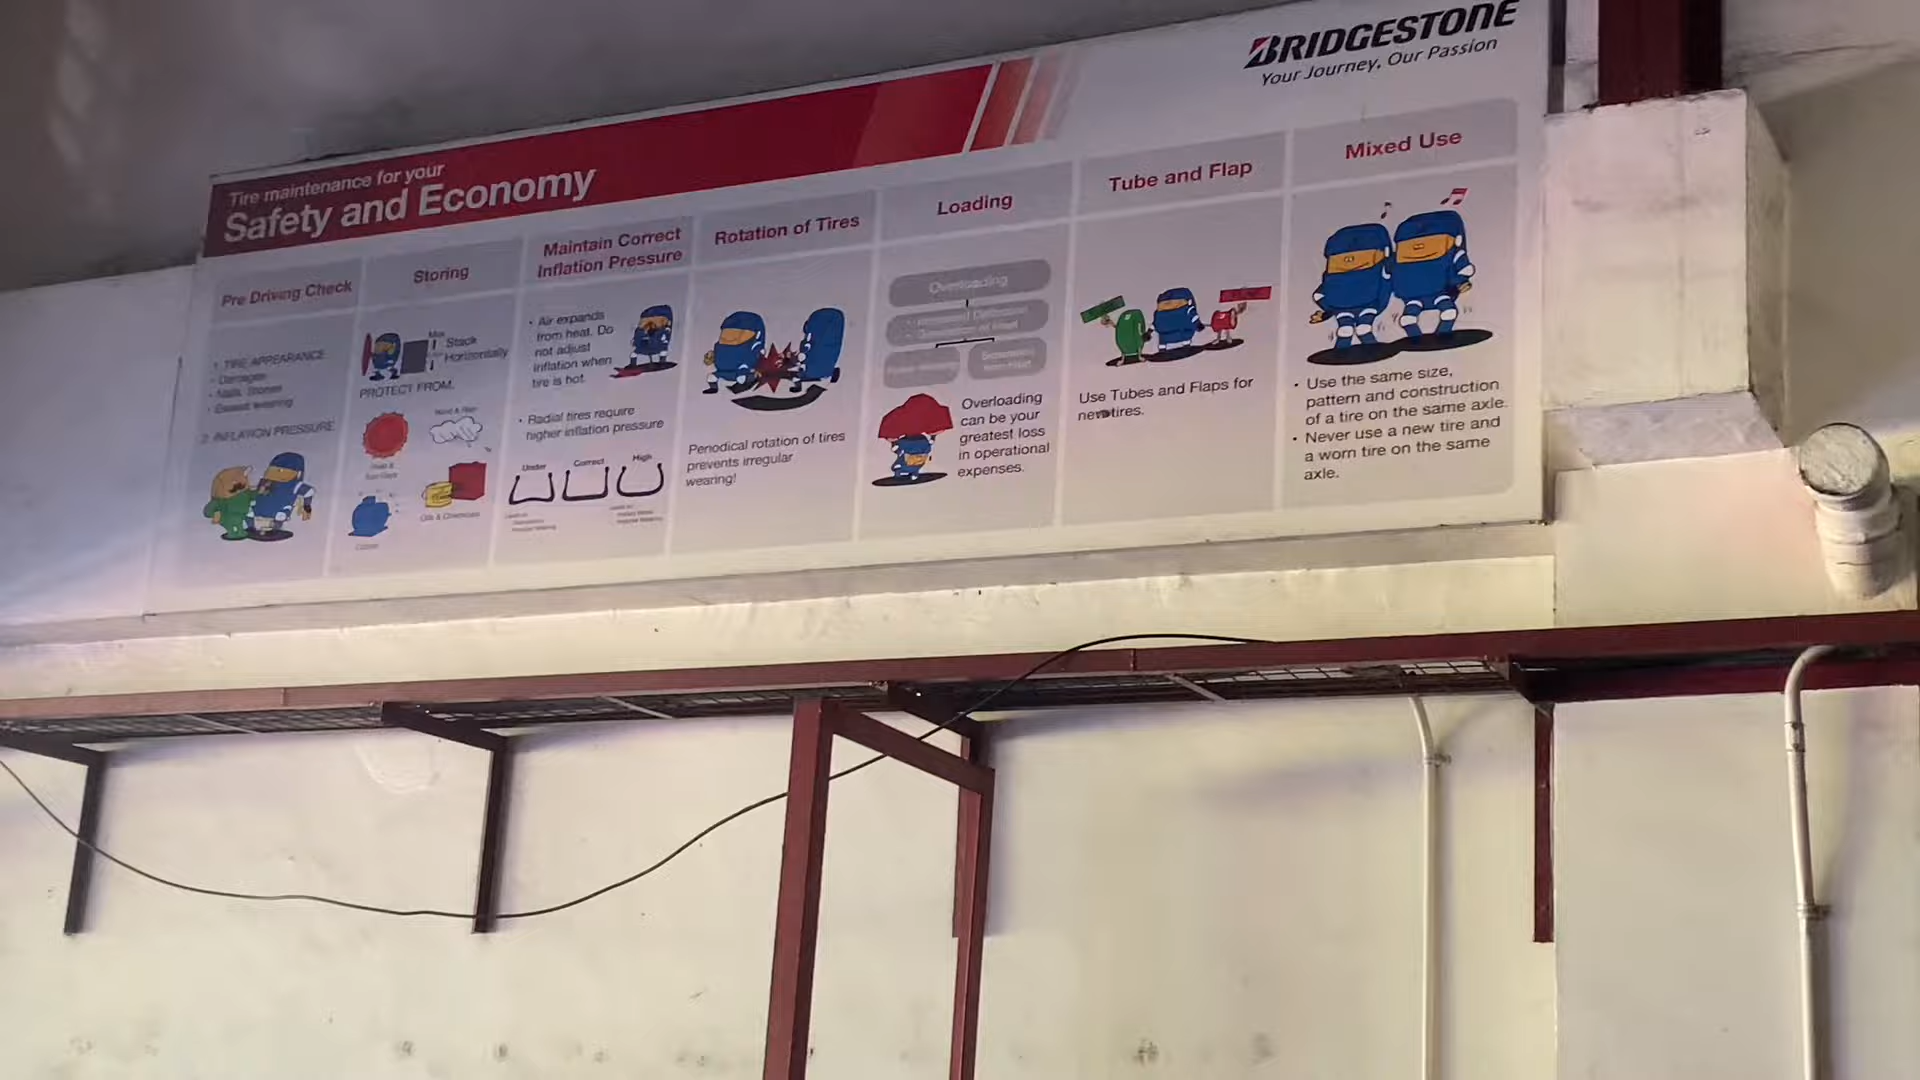 BRIDGESTONE
Your Journey, Our Passion
Tire maintenance for your
Safety and Economy
Pre Driving Check
1. TIRE APPEARANCE
- Damages
2. INFLATION PRESSURE
Storing
Stack
Horizontally
PROTECT FROM.
Oils & Chemicals
Maintain Correct
Inflation Pressure
• Air expands
from heat. Do
not adjust
inflation when
tire is hot.
• Radial tires require
higher inflation pressure
Under Correct High
Rotation of Tires
Periodical rotation of tires
prevents irregular
wearing!
Loading
Overloading
Overloading
can be your
greatest loss
in operational
expenses.
Tube and Flap
Use Tubes and Flaps for
new tires.
Mixed Use
• Use the same size,
pattern and construction
of a tire on the same axle.
• Never use a new tire and
a worn tire on the same
axle.